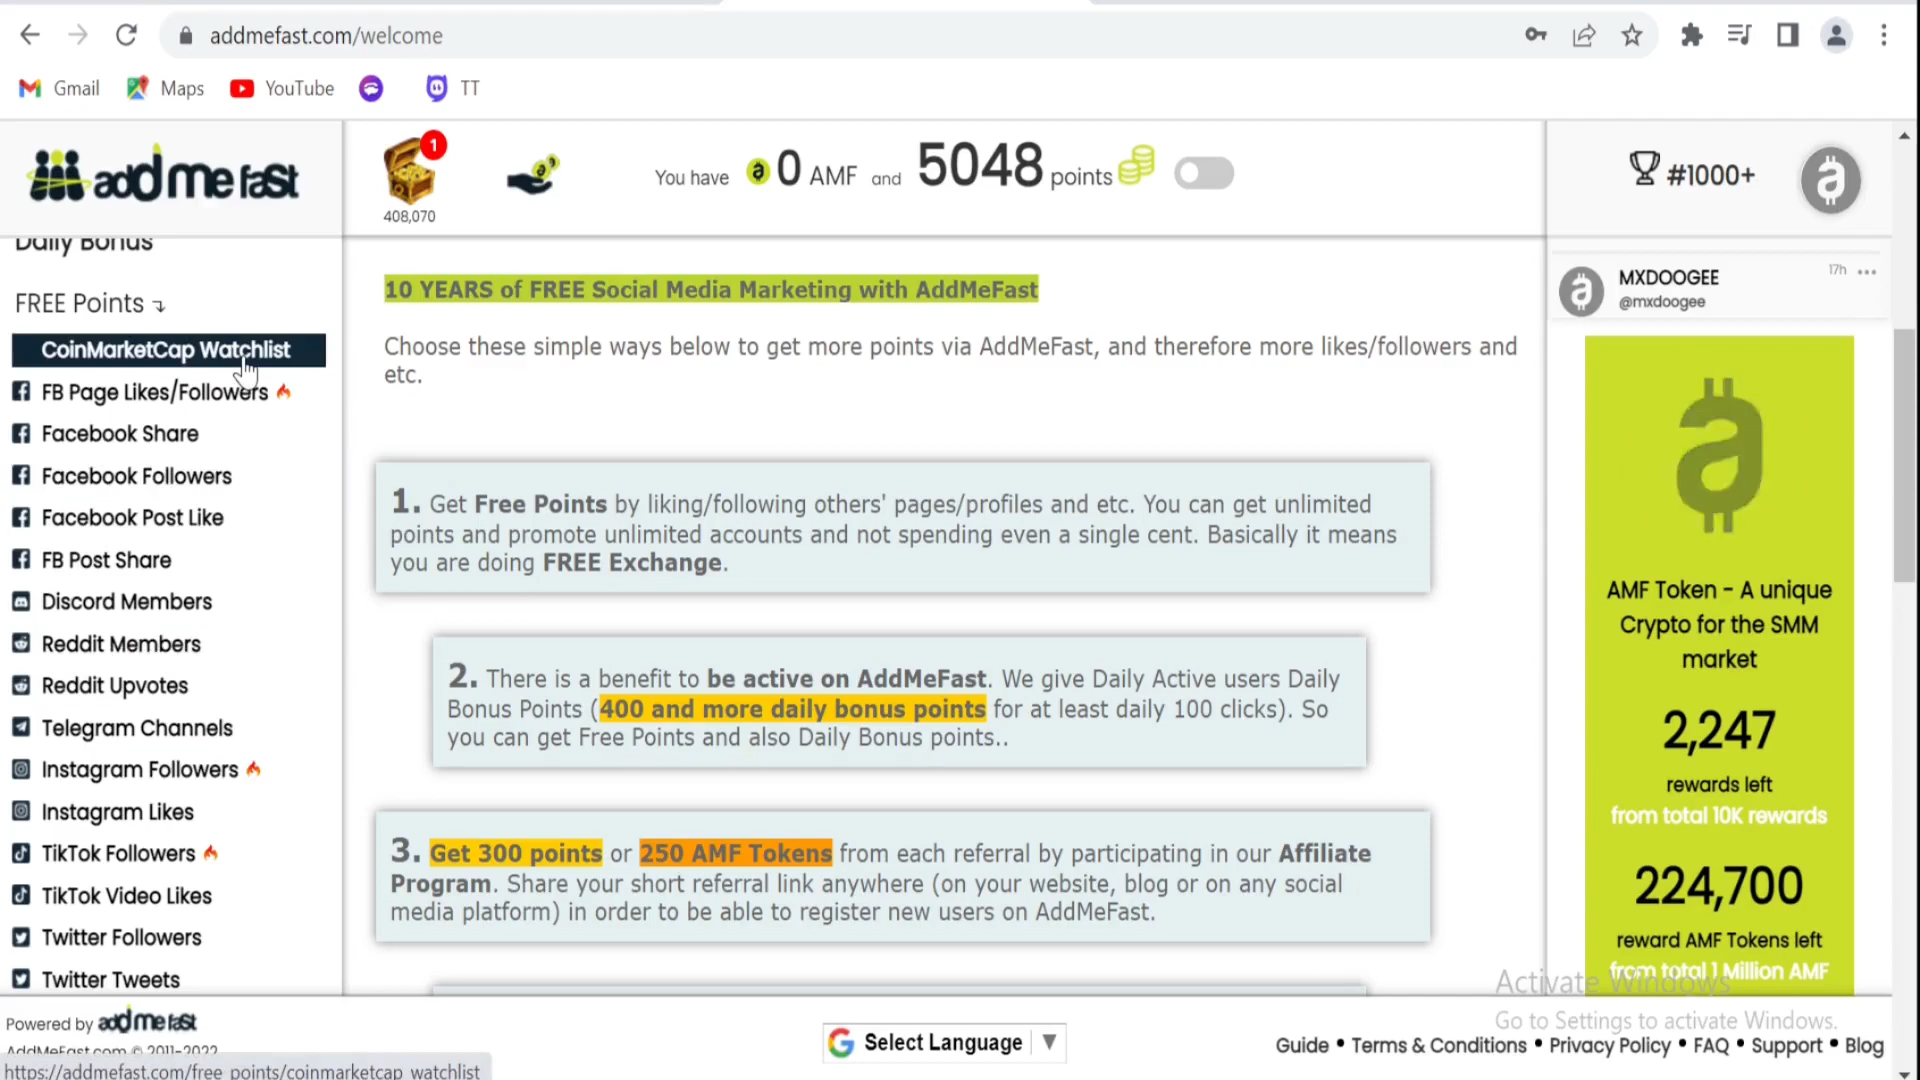 addmefast.com/welcome
Gmail
Maps
YouTube
TT
add me fast
1
408,070
You have 0 AMF and 5048 points
#1000+
Daily Bonus
FREE Points
CoinMarketCap Watchlist
FB Page Likes/Followers
Facebook Share
Facebook Followers
Facebook Post Like
FB Post Share
Discord Members
Reddit Members
Reddit Upvotes
Telegram Channels
Instagram Followers
Instagram Likes
TikTok Followers
TikTok Video Likes
Twitter Followers
Twitter Tweets
10 YEARS of FREE Social Media Marketing with AddMeFast
Choose these simple ways below to get more points via AddMeFast, and therefore more likes/followers and
etc.
1. Get Free Points by liking/following others' pages/profiles and etc. You can get unlimited
points and promote unlimited accounts and not spending even a single cent. Basically it means
you are doing FREE Exchange.
2. There is a benefit to be active on AddMeFast. We give Daily Active users Daily
Bonus Points (400 and more daily bonus points for at least daily 100 clicks). So
you can get Free Points and also Daily Bonus points..
3. Get 300 points or 250 AMF Tokens from each referral by participating in our Affiliate
Program. Share your short referral link anywhere (on your website, blog or on any social
media platform) in order to be able to register new users on AddMeFast.
MXDOOGEE
17h
@mxdoogee
AMF Token - A unique
Crypto for the SMM
market
2,247
rewards left
from total 10K rewards
224,700
reward AMF Tokens left
from total 1 Million AMF
Activate Windows
Go to Settings to activate Windows.
Powered by add me fast
AddMeFast.com © 2011-2022
Select Language
Guide • Terms & Conditions • Privacy Policy • FAQ • Support • Blog
https://addmefast.com/free_points/coinmarketcap_watchlist